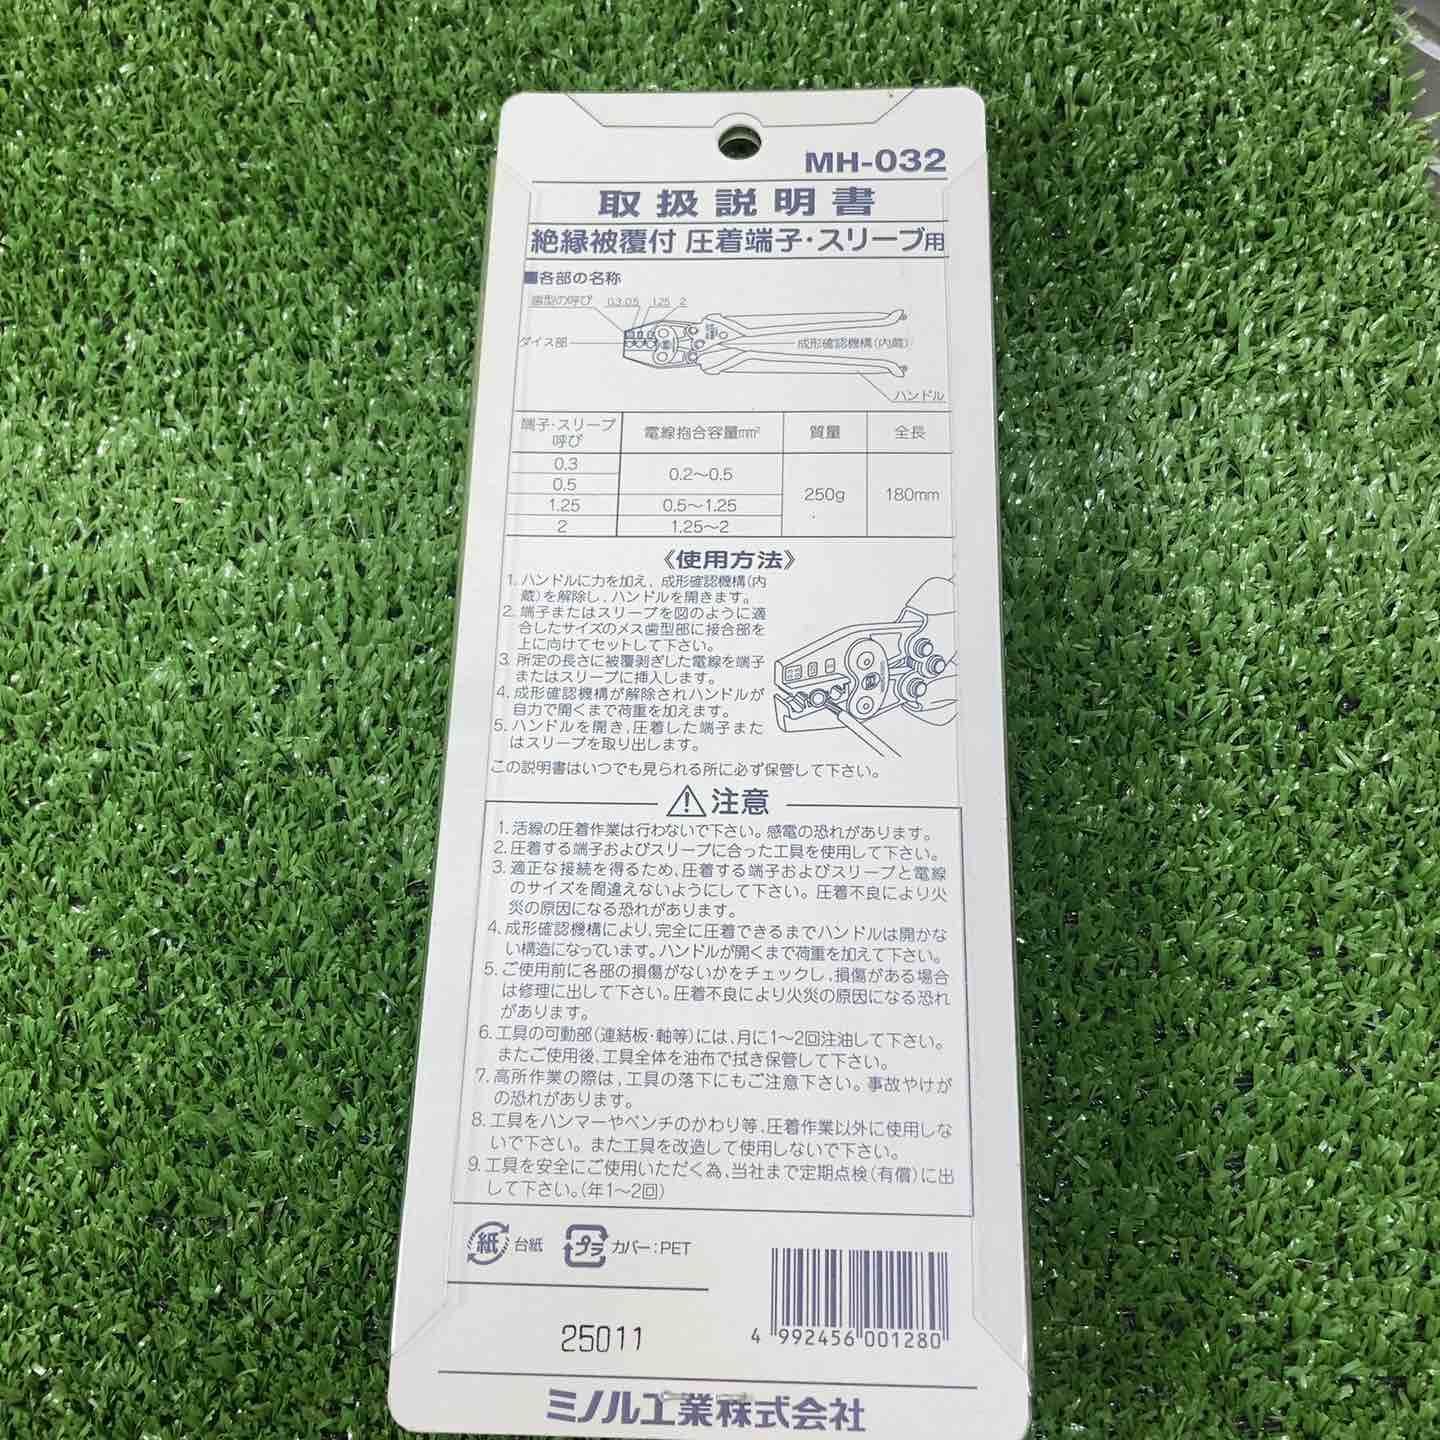 MH-032
取扱説明書
絶縁被覆付 圧着端子・スリーブ用
■各部の名称
歯型の呼び 0.3 0.5 1.25 2
ダイス部
成形確認機構(内蔵)
ハンドル
端子・スリーブ呼び 電線抱合容量mm² 質量 全長
0.3 0.2～0.5 250g 180mm
0.5
1.25 0.5～1.25
2 1.25～2
《使用方法》
1. ハンドルに力を加え、成形確認機構(内
蔵)を解除し、ハンドルを開きます。
2. 端子またはスリーブを図のように適
合したサイズのメス歯型部に接合部を
上に向けてセットして下さい。
3. 所定の長さに被覆剥ぎした電線を端子
またはスリーブに挿入します。
4. 成形確認機構が解除されハンドルが
自力で開くまで荷重を加えます。
5. ハンドルを開き、圧着した端子また
はスリーブを取り出します。
この説明書はいつでも見られる所に必ず保管して下さい。
注意
1. 活線の圧着作業は行わないで下さい。感電の恐れがあります。
2. 圧着する端子およびスリーブに合った工具を使用して下さい。
3. 適正な接続を得るため、圧着する端子およびスリーブと電線
のサイズを間違えないようにして下さい。圧着不良により火
災の原因になる恐れがあります。
4. 成形確認機構により、完全に圧着できるまでハンドルは開かな
い構造になっています。ハンドルが開くまで荷重を加えて下さい。
5. ご使用前に各部の損傷がないかをチェックし、損傷がある場合
は修理に出して下さい。圧着不良により火災の原因になる恐れ
があります。
6. 工具の可動部(連結板・軸等)には、月に1～2回注油して下さい。
またご使用後、工具全体を油布で拭き保管して下さい。
7. 高所作業の際は、工具の落下にもご注意下さい。事故やけが
の恐れがあります。
8. 工具をハンマーやペンチのかわり等、圧着作業以外に使用しな
いで下さい。また工具を改造して使用しないで下さい。
9. 工具を安全にご使用いただく為、当社まで定期点検(有償)に出
して下さい。(年1～2回)
紙 台紙 プラ カバー:PET
25011
4 992456 001280
ミノル工業株式会社